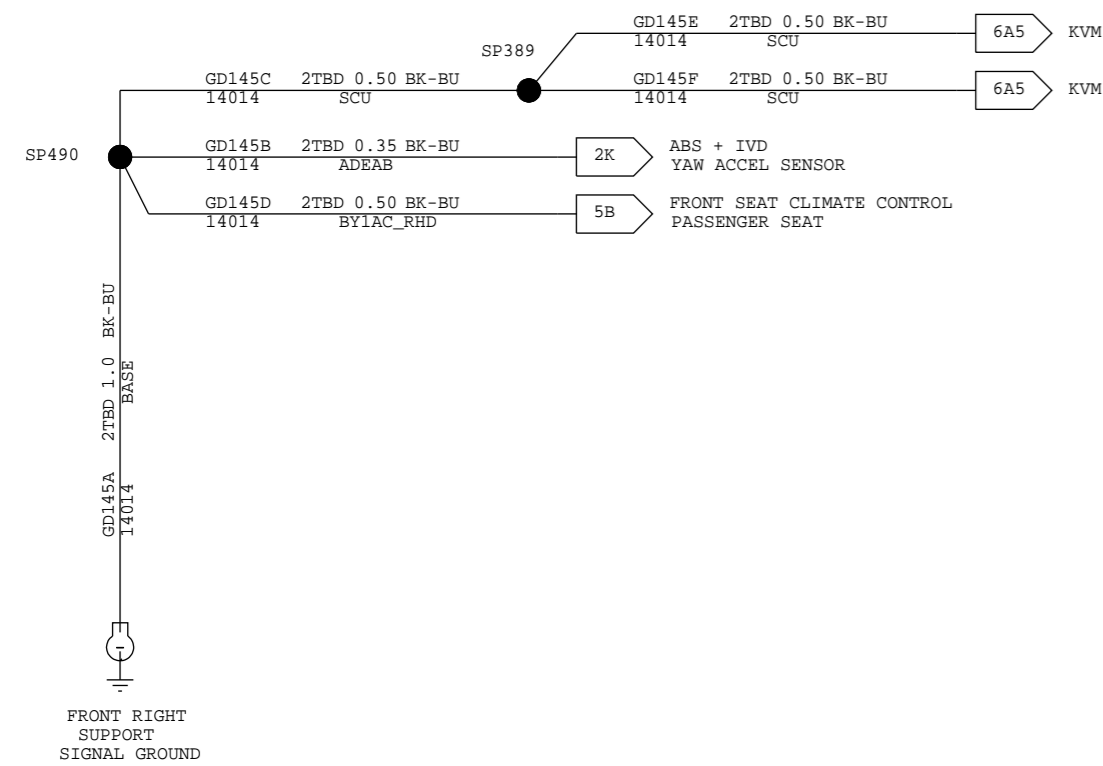 GD145E 2TBD 0.50 BK-BU
14014 SCU
6A5 KVM
SP389
GD145C 2TBD 0.50 BK-BU
14014 SCU
GD145F 2TBD 0.50 BK-BU
14014 SCU
6A5 KVM
SP490
GD145B 2TBD 0.35 BK-BU
14014 ADEAB
2K
ABS + IVD
YAW ACCEL SENSOR
GD145D 2TBD 0.50 BK-BU
14014 BY1AC_RHD
5B
FRONT SEAT CLIMATE CONTROL
PASSENGER SEAT
GD145A 2TBD 1.0 BK-BU
14014 BASE
FRONT RIGHT
SUPPORT
SIGNAL GROUND